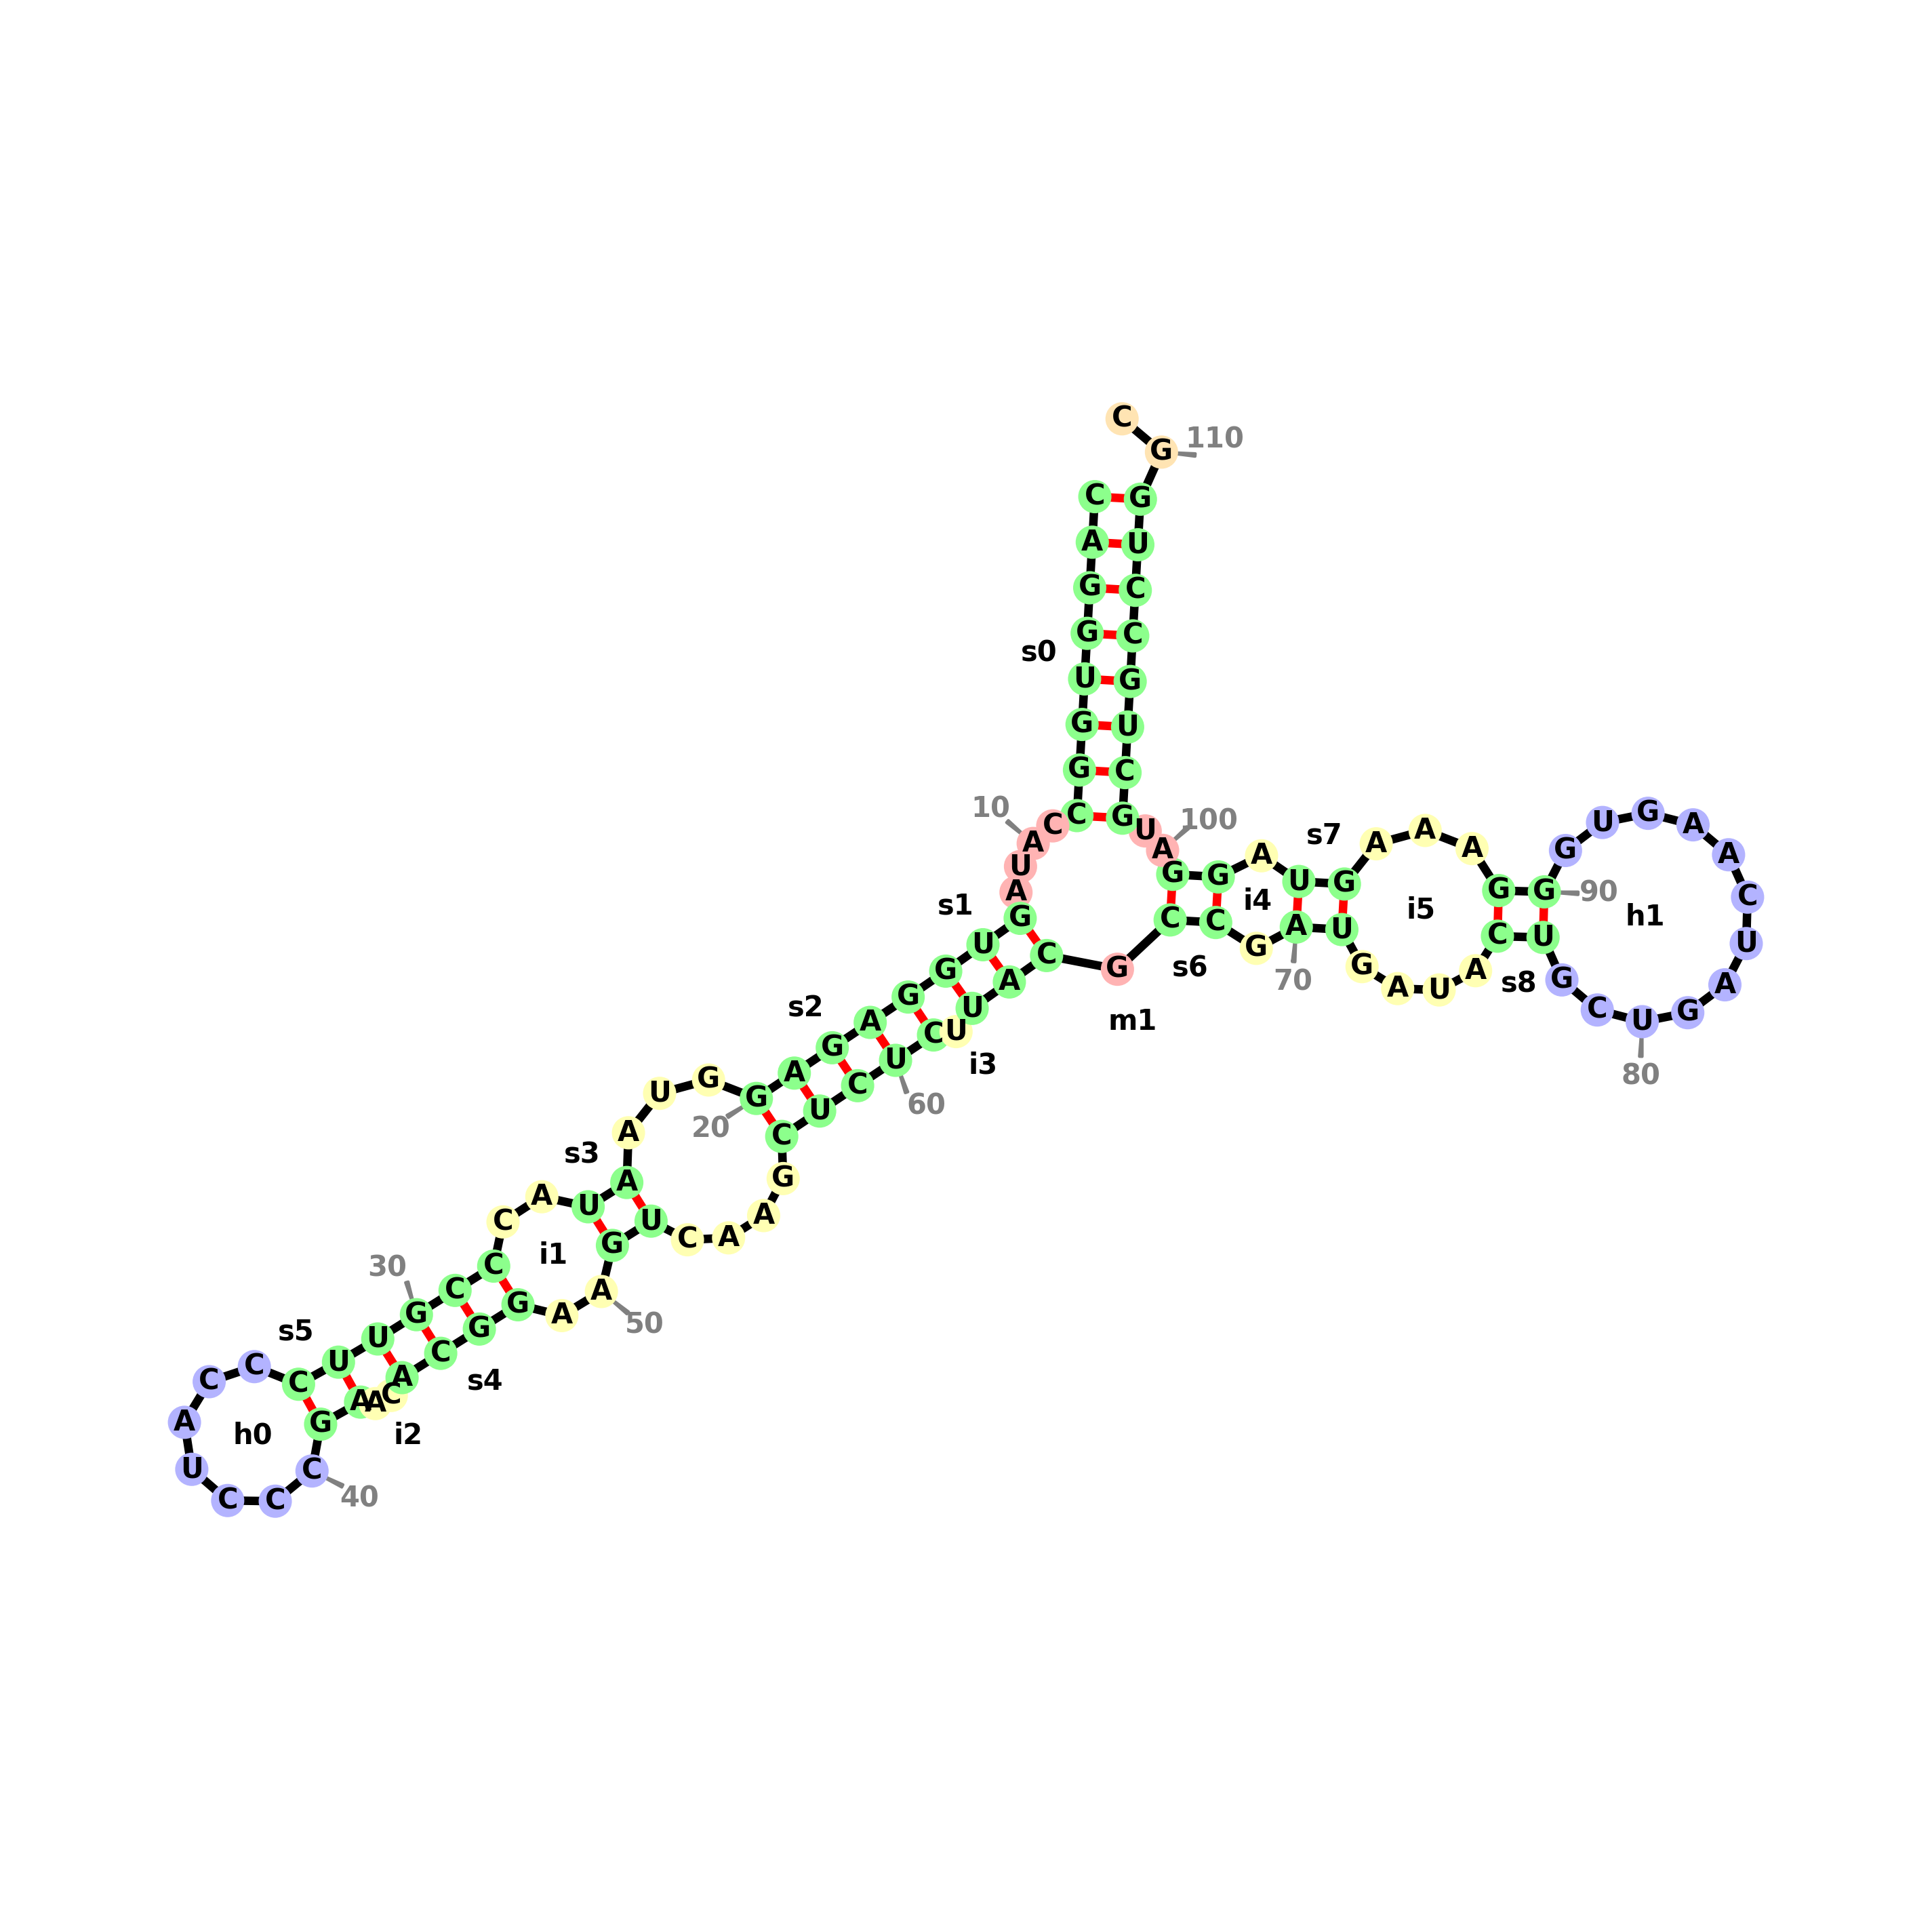 C
G 110
C G
A U
G C
s0 G C
U G
G U
G C
10 C C G U 100 s7 A A U G A
A A A A G A
U G G U G
s1 A i4 i5 G G 90 C
G C C A U h1
U C G C U U
G A G s6 70 G A s8 G A
s2 G U U A U C G
A C i3 m1 U
G U 80
A C 60
U G 20 U
A C
s3 G
A A
A U U C A
C i1 G
30 C A
C G A 50
s5 G G
U C s4
C C U A
C A A C
A h0 G i2
U C 40
C C